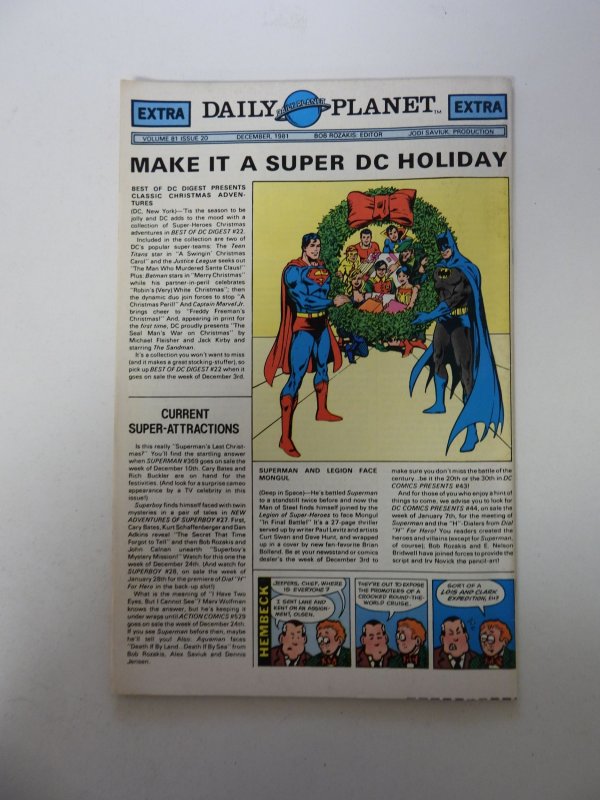 EXTRA
DAILY PLANET™
DAILY PLANET
EXTRA
VOLUME 81 ISSUE 20 DECEMBER, 1981 BOB ROZAKIS, EDITOR JODI SAVIUK, PRODUCTION
MAKE IT A SUPER DC HOLIDAY
BEST OF DC DIGEST PRESENTS
CLASSIC CHRISTMAS ADVEN-
TURES
(DC, New York)—'Tis the season to be
jolly and DC adds to the mood with a
collection of Super-Heroes Christmas
adventures in BEST OF DC DIGEST #22.
Included in the collection are two of
DC's popular super-teams: The Teen
Titans star in "A Swingin' Christmas
Carol" and the Justice League seeks out
"The Man Who Murdered Santa Claus!"
Plus: Batman stars in "Merry Christmas"
while his partner-in-peril celebrates
"Robin's (Very) White Christmas"; then
the dynamic duo join forces to stop "A
Christmas Peril!" And Captain Marvel Jr.
brings cheer to "Freddy Freeman's
Christmas!" And, appearing in print for
the first time, DC proudly presents "The
Seal Man's War on Christmas" by
Michael Fleisher and Jack Kirby and
starring The Sandman.
It's a collection you won't want to miss
(and it makes a great stocking-stuffer), so
pick up BEST OF DC DIGEST #22 when it
goes on sale the week of December 3rd.
CURRENT
SUPER-ATTRACTIONS
Is this really "Superman's Last Christ-
mas?" You'll find the startling answer
when SUPERMAN #369 goes on sale the
week of December 10th. Cary Bates and
Rich Buckler are on hand for the
festivities. (And look for a surprise cameo
appearance by a TV celebrity in this
issue!)
Superboy finds himself faced with twin
mysteries in a pair of tales in NEW
ADVENTURES OF SUPERBOY #27. First,
Cary Bates, Kurt Schaffenberger and Dan
Adkins reveal "The Secret That Time
Forgot to Tell" and then Bob Rozakis and
John Calnan unearth "Superboy's
Mystery Mission!" Watch for this one the
week of December 24th. (And watch for
SUPERBOY #28, on sale the week of
January 28th for the premiere of Dial "H"
For Hero in the back-up slot!)
What is the meaning of "I Have Two
Eyes, But I Cannot See"? Marv Wolfman
knows the answer, but he's keeping it
under wraps until ACTION COMICS #529
goes on sale the week of December 24th.
If you see Superman before then, maybe
he'll tell you! Also: Aquaman faces
"Death If By Land...Death If By Sea" from
Bob Rozakis, Alex Saviuk and Dennis
Jensen.
SUPERMAN AND LEGION FACE
MONGUL
(Deep in Space)—He's battled Superman
to a standstill twice before and now the
Man of Steel finds himself joined by the
Legion of Super-Heroes to face Mongul
"In Final Battle!" It's a 27-page thriller
served up by writer Paul Levitz and artists
Curt Swan and Dave Hunt, and wrapped
up in a cover by new fan-favorite Brian
Bolland. Be at your newsstand or comics
dealer's the week of December 3rd to
make sure you don't miss the battle of the
century...be it the 20th or the 30th in DC
COMICS PRESENTS #43!
And for those of you who enjoy a hint of
things to come, we advise you to look for
DC COMICS PRESENTS #44, on sale the
week of January 7th, for the meeting of
Superman and the "H"-Dialers from Dial
"H" For Hero! You readers created the
heroes and villains (except for Superman,
of course); Bob Rozakis and E. Nelson
Bridwell have joined forces to provide the
script and Irv Novick the pencil-art!
HEMBECK
JEEPERS, CHIEF, WHERE
IS EVERYONE?
I SENT LANE AND
KENT ON AN ASSIGN-
MENT, OLSEN.
THEY'RE OUT TO EXPOSE
THE PROMOTERS OF A
CROOKED ROUND-THE-
WORLD CRUISE.
SORT OF A
LOIS AND CLARK
EXPEDITION, EH?